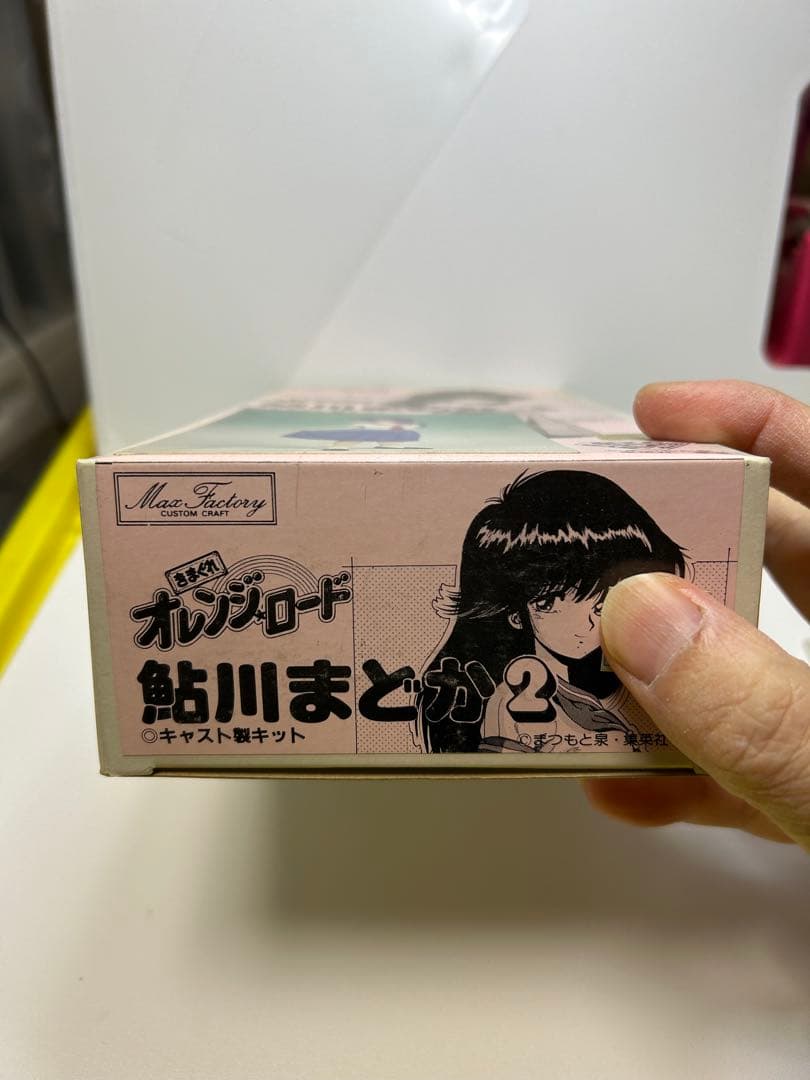 Max Factory
CUSTOM CRAFT
きまぐれ
オレンジ☆ロード
鮎川まどか2
◎キャスト製キット
©まつもと泉・集英社